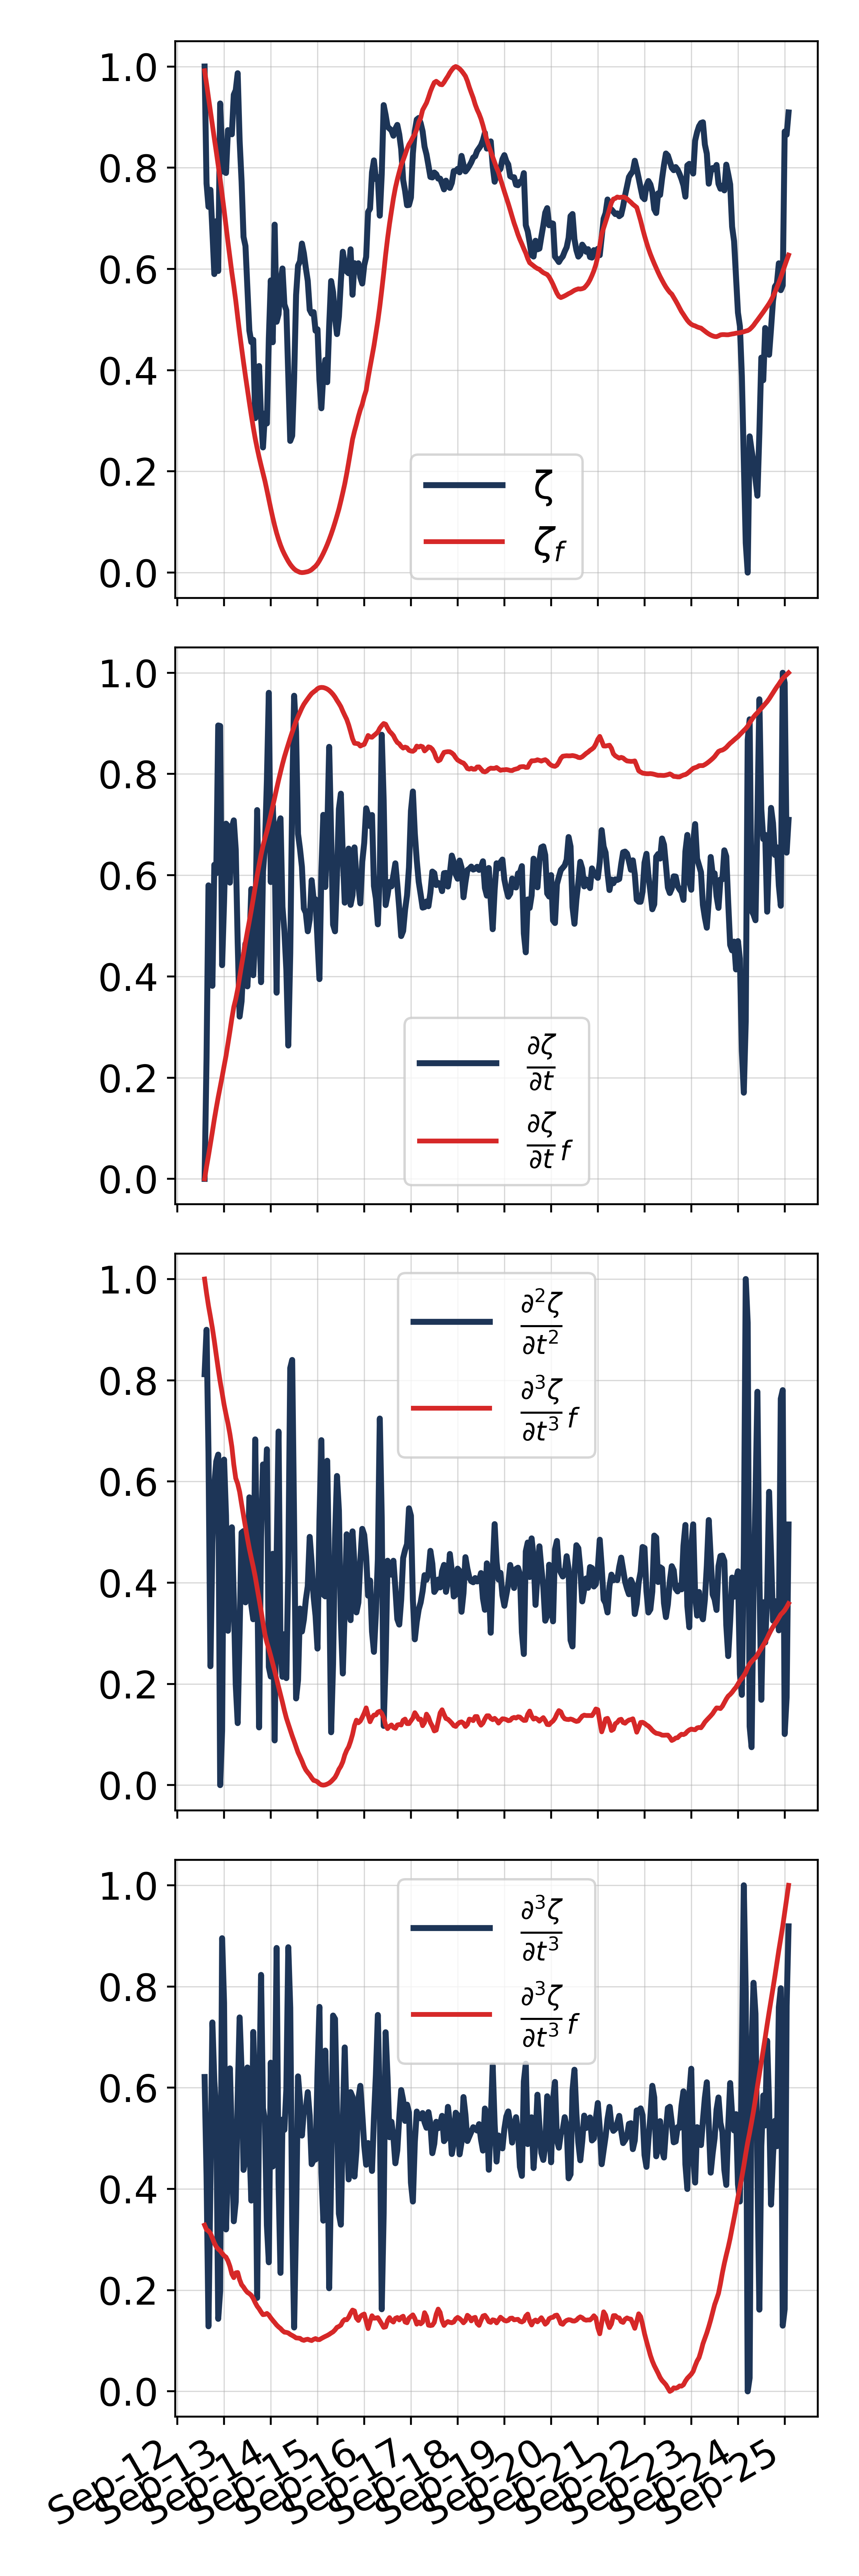 1.0
0.8
0.6
0.4
0.2
0.0
ζ
ζf
1.0
0.8
0.6
0.4
0.2
0.0
∂ζ
∂t
∂ζ
∂t f
1.0
0.8
0.6
0.4
0.2
0.0
∂²ζ
∂t²
∂³ζ
∂t³ f
1.0
0.8
0.6
0.4
0.2
0.0
∂³ζ
∂t³
∂³ζ
∂t³ f
Sep-12
Sep-13
Sep-14
Sep-15
Sep-16
Sep-17
Sep-18
Sep-19
Sep-20
Sep-21
Sep-22
Sep-23
Sep-24
Sep-25